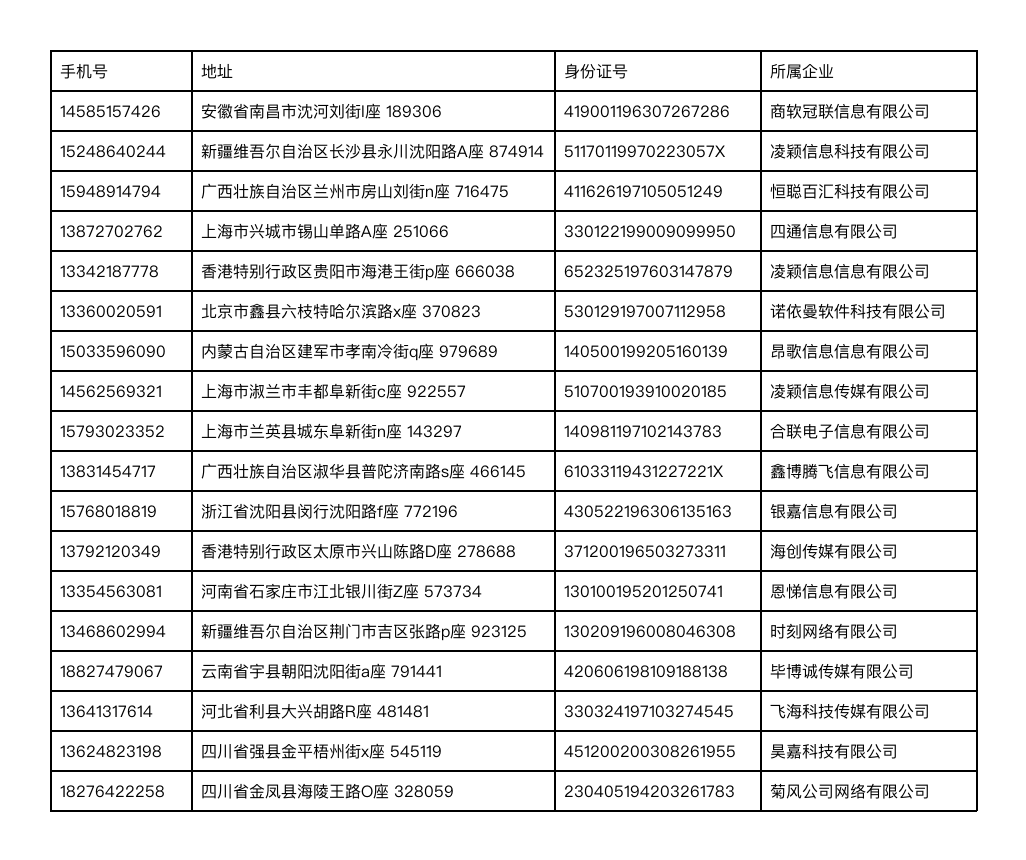 手机号 地址 身份证号 所属企业
14585157426 安徽省南昌市沈河刘街l座 189306 419001196307267286 商软冠联信息有限公司
15248640244 新疆维吾尔自治区长沙县永川沈阳路A座 874914 51170119970223057X 凌颖信息科技有限公司
15948914794 广西壮族自治区兰州市房山刘街n座 716475 411626197105051249 恒聪百汇科技有限公司
13872702762 上海市兴城市锡山单路A座 251066 330122199009099950 四通信息有限公司
13342187778 香港特别行政区贵阳市海港王街p座 666038 652325197603147879 凌颖信息信息有限公司
13360020591 北京市鑫县六枝特哈尔滨路x座 370823 530129197007112958 诺依曼软件科技有限公司
15033596090 内蒙古自治区建军市孝南冷街q座 979689 140500199205160139 昂歌信息信息有限公司
14562569321 上海市淑兰市丰都阜新街c座 922557 510700193910020185 凌颖信息传媒有限公司
15793023352 上海市兰英县城东阜新街n座 143297 140981197102143783 合联电子信息有限公司
13831454717 广西壮族自治区淑华县普陀济南路s座 466145 61033119431227221X 鑫博腾飞信息有限公司
15768018819 浙江省沈阳县闵行沈阳路f座 772196 430522196306135163 银嘉信息有限公司
13792120349 香港特别行政区太原市兴山陈路D座 278688 371200196503273311 海创传媒有限公司
13354563081 河南省石家庄市江北银川街Z座 573734 130100195201250741 恩悌信息有限公司
13468602994 新疆维吾尔自治区荆门市吉区张路p座 923125 130209196008046308 时刻网络有限公司
18827479067 云南省宇县朝阳沈阳街a座 791441 420606198109188138 毕博诚传媒有限公司
13641317614 河北省利县大兴胡路R座 481481 330324197103274545 飞海科技传媒有限公司
13624823198 四川省强县金平梧州街x座 545119 451200200308261955 昊嘉科技有限公司
18276422258 四川省金凤县海陵王路O座 328059 230405194203261783 菊风公司网络有限公司